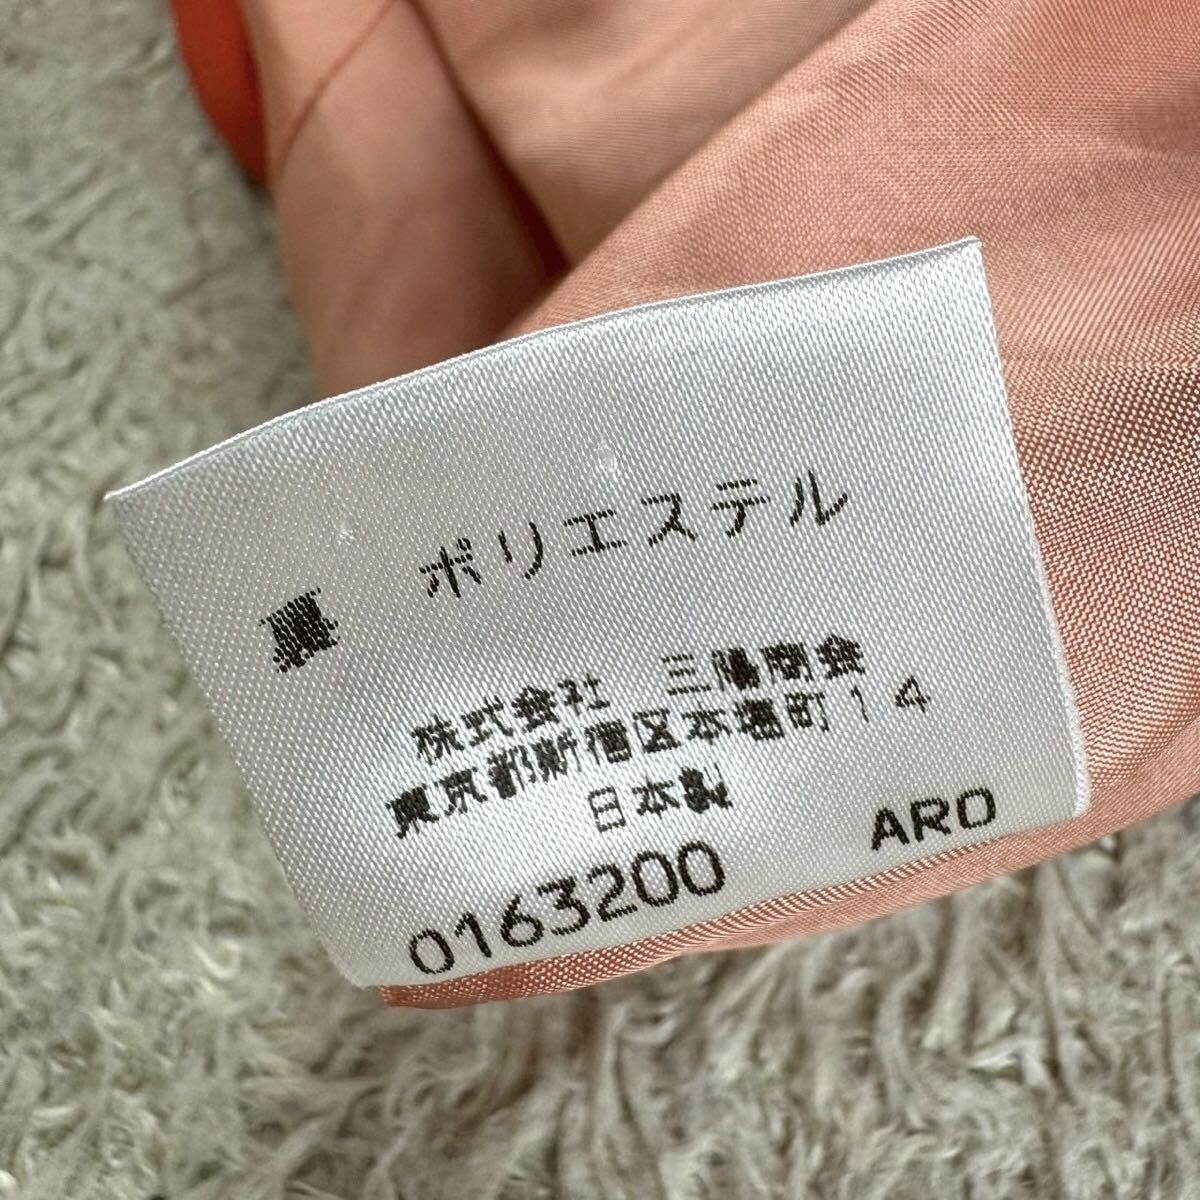 裏　ポリエステル
株式会社　三陽商会
東京都新宿区本塩町14
日本製
0163200　ARO